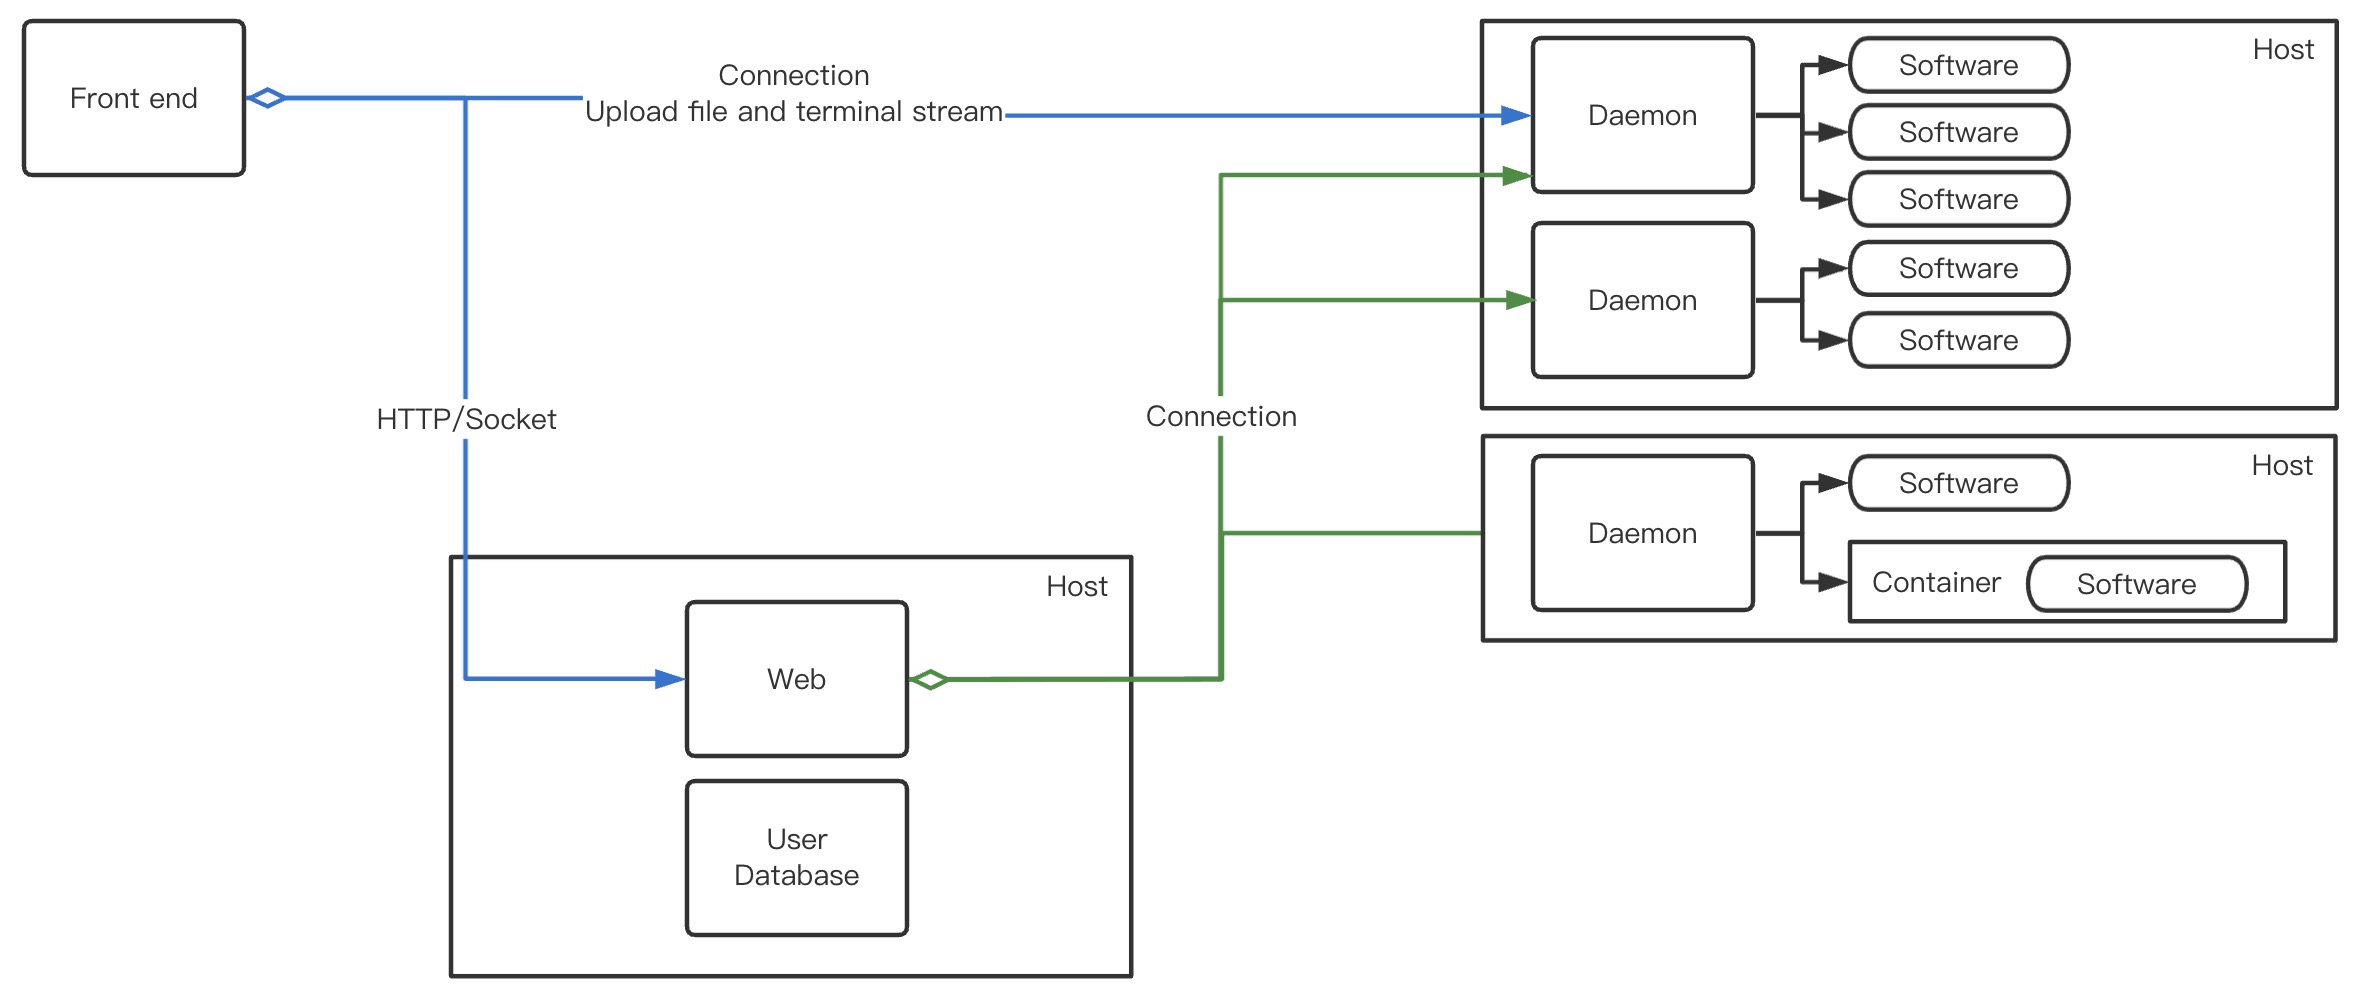 Front end
Connection
Upload file and terminal stream
Host
Daemon
Software
Software
Software
Daemon
Software
Software
HTTP/Socket
Connection
Host
Daemon
Software
Container
Software
Host
Web
User
Database